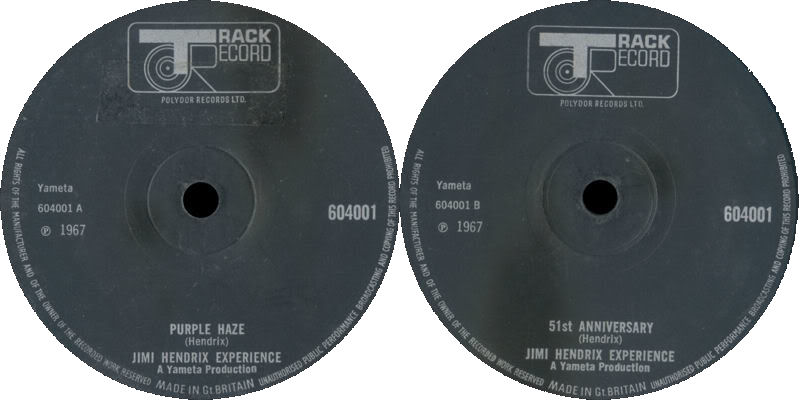 TRACK
RECORD
POLYDOR RECORDS LTD.
Yameta
604001 A
℗ 1967
604001
PURPLE HAZE
(Hendrix)
JIMI HENDRIX EXPERIENCE
A Yameta Production
ALL RIGHTS OF THE MANUFACTURER AND OF THE OWNER OF THE RECORDED WORK RESERVED
MADE IN Gt. BRITAIN
UNAUTHORISED PUBLIC PERFORMANCE BROADCASTING AND COPYING OF THIS RECORD PROHIBITED
TRACK
RECORD
POLYDOR RECORDS LTD.
Yameta
604001 B
℗ 1967
604001
51st ANNIVERSARY
(Hendrix)
JIMI HENDRIX EXPERIENCE
A Yameta Production
ALL RIGHTS OF THE MANUFACTURER AND OF THE OWNER OF THE RECORDED WORK RESERVED
MADE IN Gt. BRITAIN
UNAUTHORISED PUBLIC PERFORMANCE BROADCASTING AND COPYING OF THIS RECORD PROHIBITED